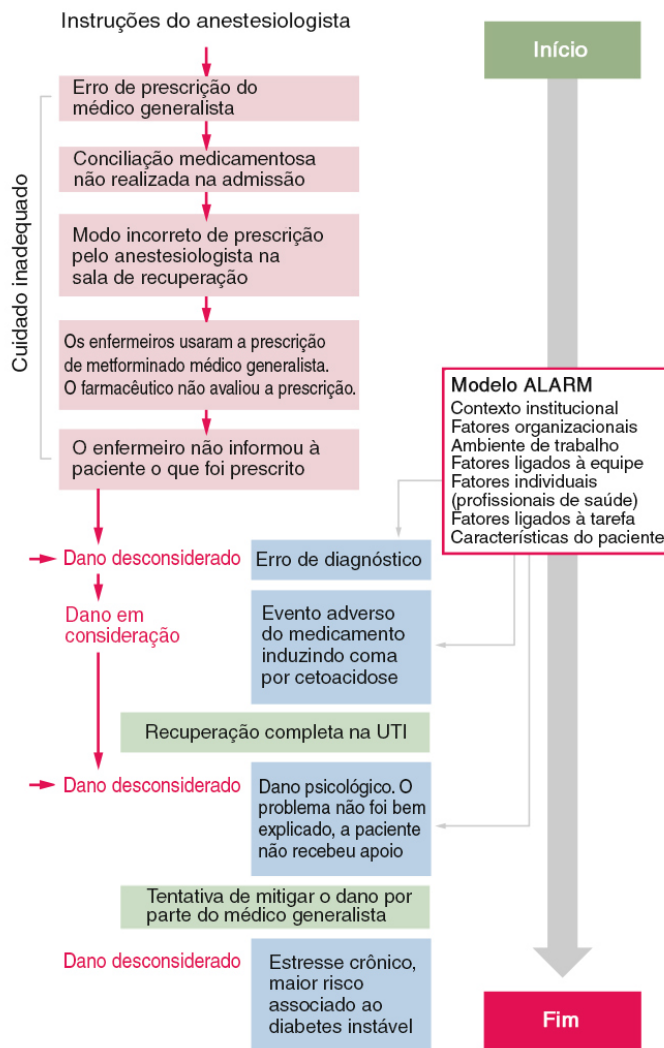 Instruções do anestesiologista
Início
Erro de prescrição do
médico generalista
Conciliação medicamentosa
não realizada na admissão
Modo incorreto de prescrição
pelo anestesiologista na
sala de recuperação
Cuidado inadequado
Os enfermeiros usaram a prescrição
de metforminado médico generalista.
O farmacêutico não avaliou a prescrição.
O enfermeiro não informou à
paciente o que foi prescrito
Modelo ALARM
Contexto institucional
Fatores organizacionais
Ambiente de trabalho
Fatores ligados à equipe
Fatores individuais
(profissionais de saúde)
Fatores ligados à tarefa
Características do paciente
Dano desconsiderado
Erro de diagnóstico
Dano em
consideração
Evento adverso
do medicamento
induzindo coma
por cetoacidose
Recuperação completa na UTI
Dano desconsiderado
Dano psicológico. O
problema não foi bem
explicado, a paciente
não recebeu apoio
Tentativa de mitigar o dano por
parte do médico generalista
Dano desconsiderado
Estresse crônico,
maior risco
associado ao
diabetes instável
Fim